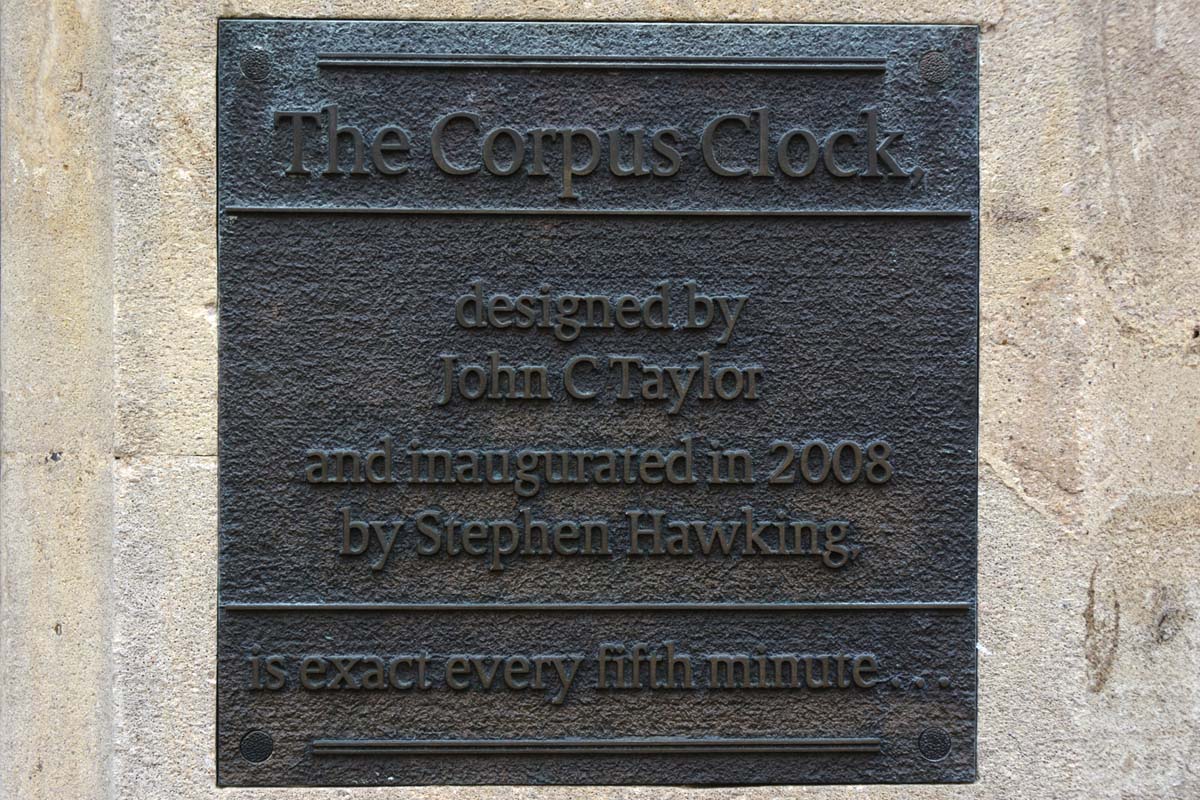 The Corpus Clock,
designed by
John C Taylor
and inaugurated in 2008
by Stephen Hawking,
is exact every fifth minute . . .